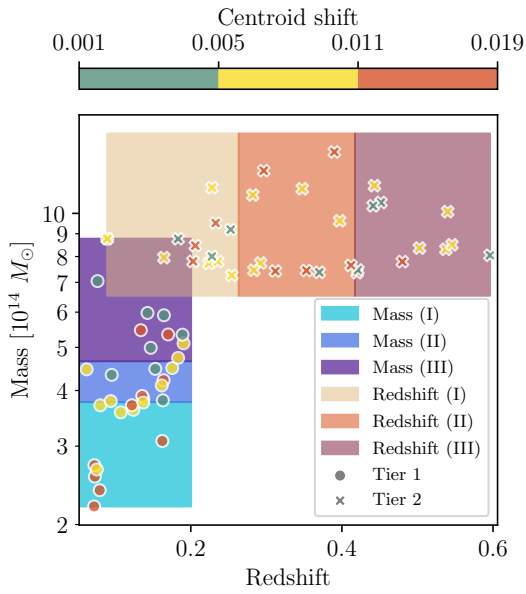 Centroid shift
0.001 0.005 0.011 0.019
Mass [10^14 M_⊙]
10
9
8
7
6
5
4
3
2
Mass (I)
Mass (II)
Mass (III)
Redshift (I)
Redshift (II)
Redshift (III)
Tier 1
Tier 2
0.2 0.4 0.6
Redshift